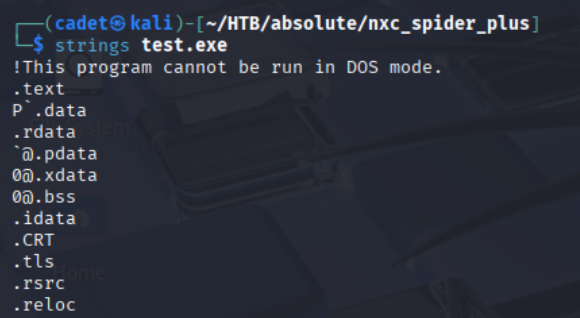 ┌──(cadet㉿kali)-[~/HTB/absolute/nxc_spider_plus]
└─$ strings test.exe
!This program cannot be run in DOS mode.
.text
P`.data
.rdata
`@.pdata
0@.xdata
0@.bss
.idata
.CRT
.tls
.rsrc
.reloc
Home